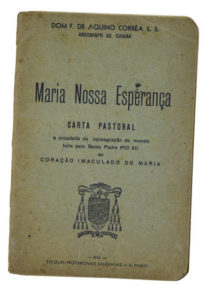 DOM F. DE AQUINO CORRÊA S. S.
ARCEBISPO DE CUIABÁ
Maria Nossa Esperança
CARTA PASTORAL
a propósito da consagração do mundo
feita pelo Santo Padre PIO XII
ao
CORAÇÃO IMACULADO DE MARIA
ESCOLAS PROFISSIONAIS SALESIANAS — S. PAULO